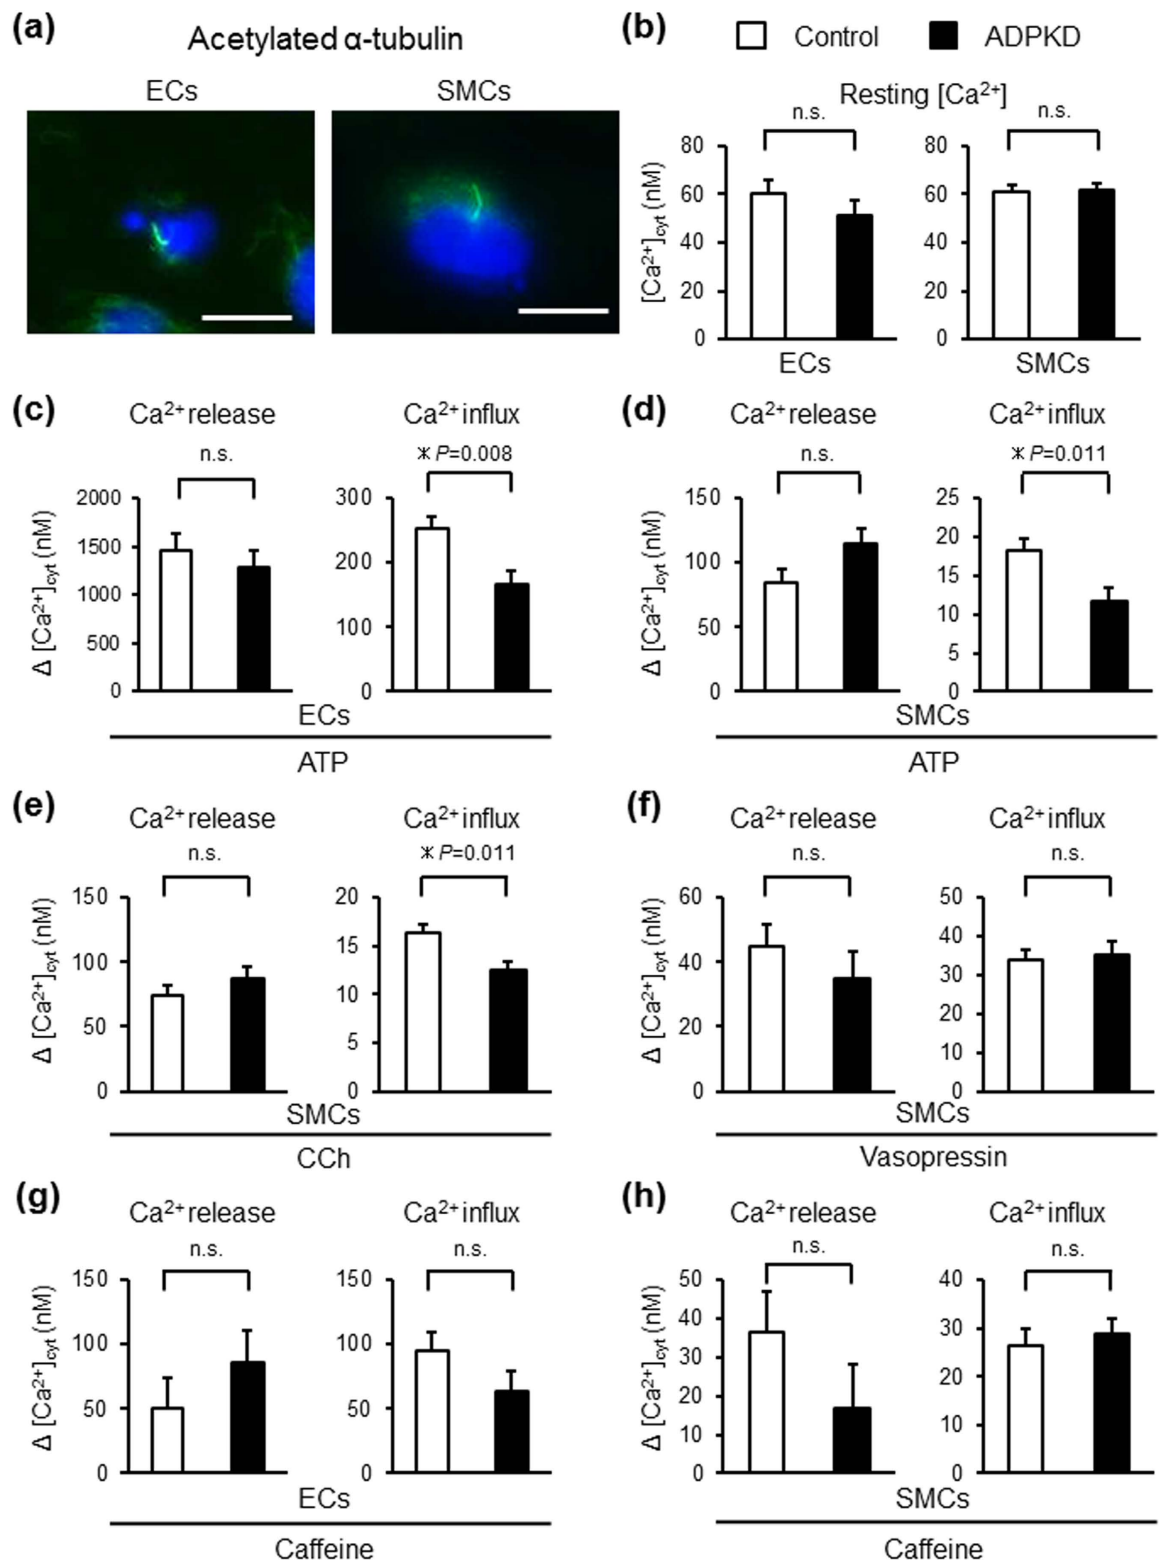 (a)
Acetylated α-tubulin
ECs SMCs
(b) Control ADPKD
Resting [Ca²⁺]
n.s. n.s.
[Ca²⁺]cyt (nM)
80 80
60 60
40 40
20 20
0 0
ECs SMCs
(c) Ca²⁺ release Ca²⁺ influx
n.s. * P=0.008
Δ [Ca²⁺]cyt (nM)
2000 300
1500
200
1000
100
500
0 0
ECs
ATP
(d) Ca²⁺ release Ca²⁺ influx
n.s. * P=0.011
Δ [Ca²⁺]cyt (nM)
150 25
20
100
15
10
50
5
0 0
SMCs
ATP
(e) Ca²⁺ release Ca²⁺ influx
n.s. * P=0.011
Δ [Ca²⁺]cyt (nM)
150 20
15
100
10
50
5
0 0
SMCs
CCh
(f) Ca²⁺ release Ca²⁺ influx
n.s. n.s.
Δ [Ca²⁺]cyt (nM)
60 50
40
40
30
20
20
10
0 0
SMCs
Vasopressin
(g) Ca²⁺ release Ca²⁺ influx
n.s. n.s.
Δ [Ca²⁺]cyt (nM)
150 150
100 100
50 50
0 0
ECs
Caffeine
(h) Ca²⁺ release Ca²⁺ influx
n.s. n.s.
Δ [Ca²⁺]cyt (nM)
50 40
40
30
30
20
20
10
10
0 0
SMCs
Caffeine